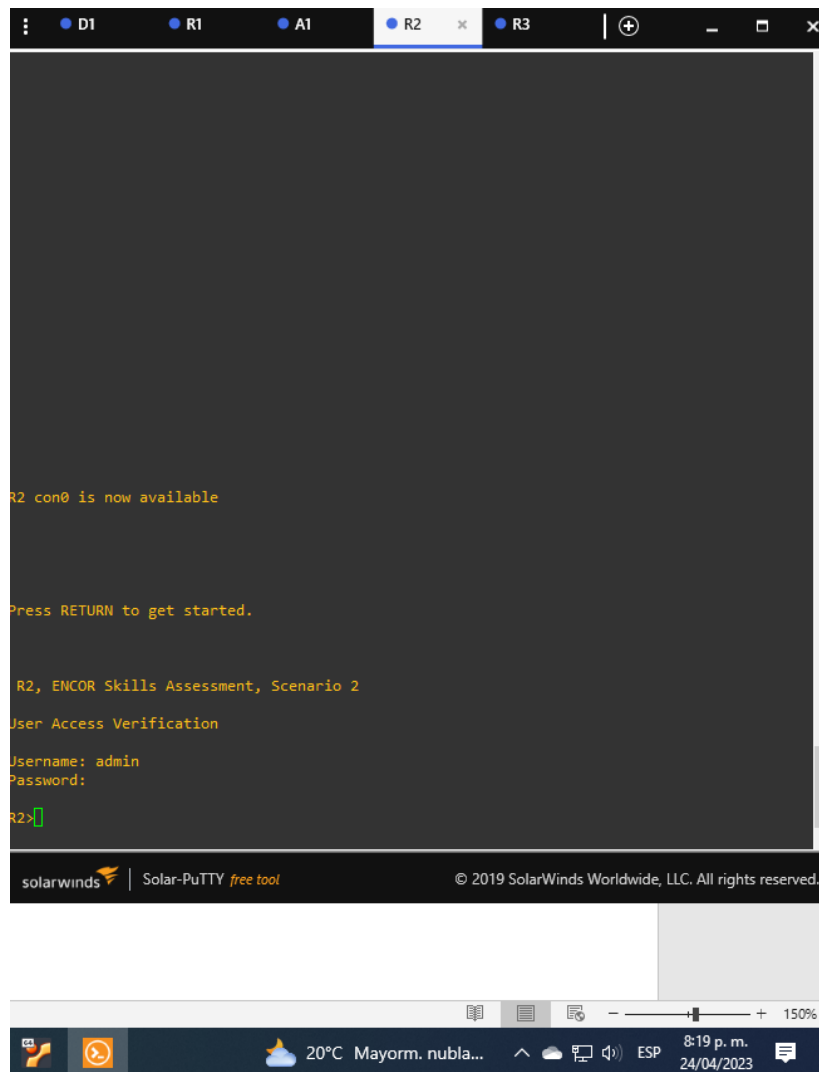 D1 R1 A1 R2 × R3
R2 con0 is now available
Press RETURN to get started.
R2, ENCOR Skills Assessment, Scenario 2
User Access Verification
Username: admin
Password:
R2>
solarwinds | Solar-PuTTY free tool © 2019 SolarWinds Worldwide, LLC. All rights reserved.
− + 150%
20°C Mayorm. nubla... ESP 8:19 p. m.
24/04/2023